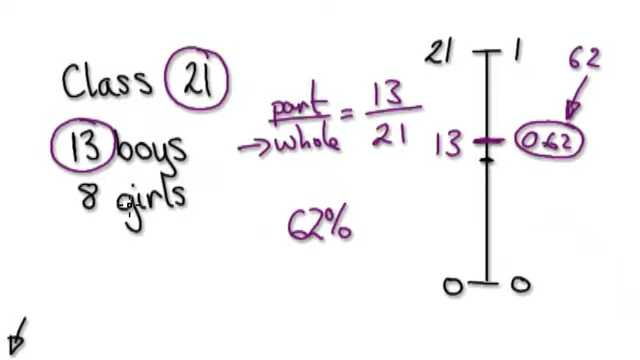 Class 21
13 boys
8 girls
part/whole = 13/21
→ whole
62%
21 1
62
13 0.62
0 0